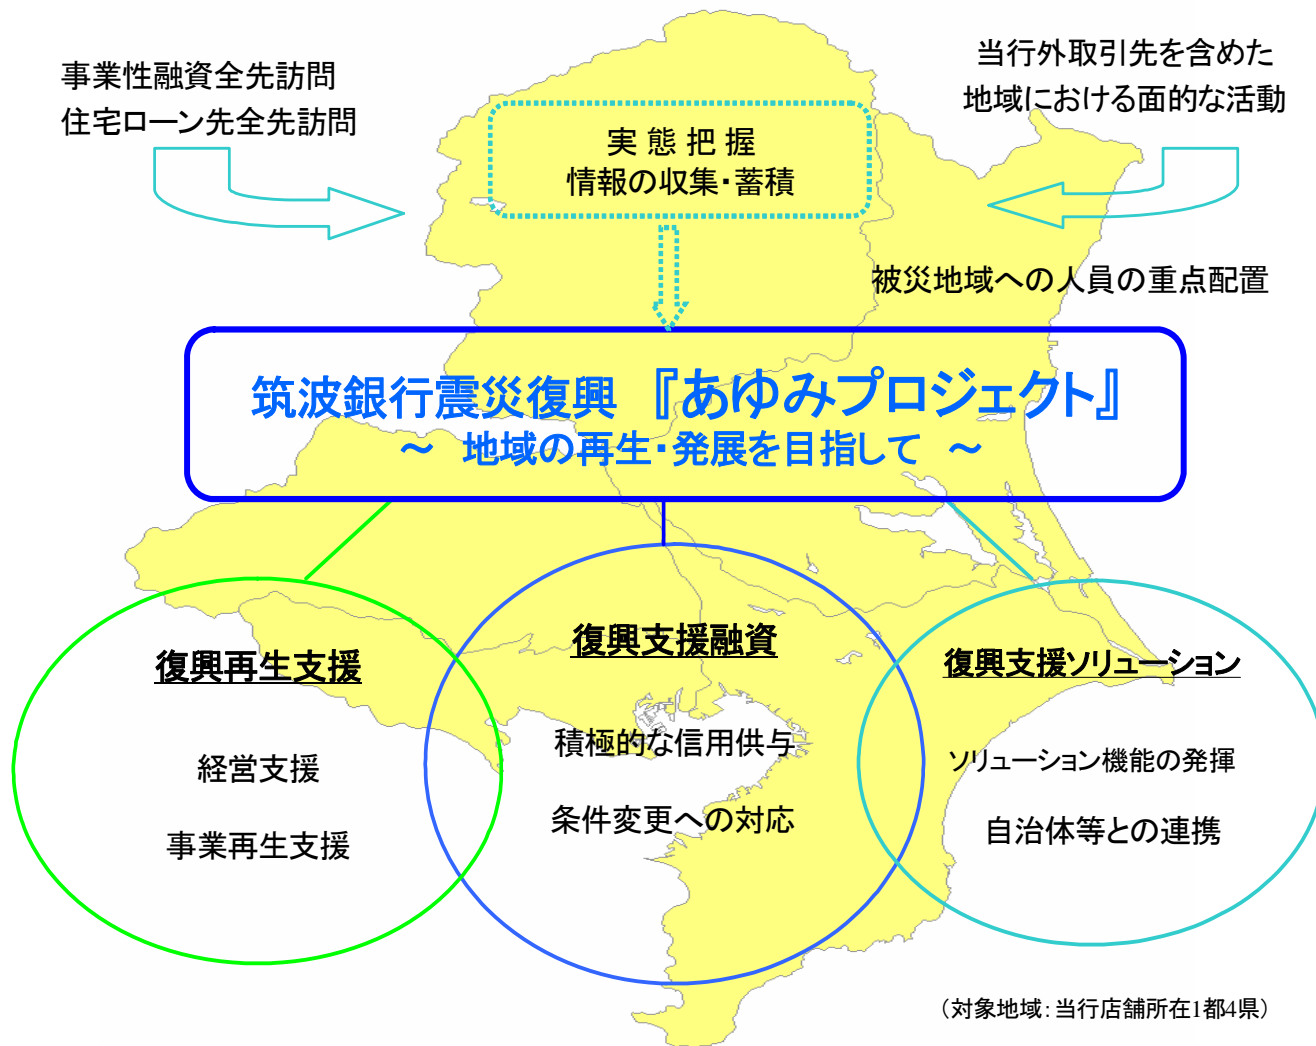 事業性融資全先訪問
住宅ローン先全先訪問
当行外取引先を含めた
地域における面的な活動
実態把握
情報の収集・蓄積
被災地域への人員の重点配置
筑波銀行震災復興 『あゆみプロジェクト』
～ 地域の再生・発展を目指して ～
復興再生支援
経営支援
事業再生支援
復興支援融資
積極的な信用供与
条件変更への対応
復興支援ソリューション
ソリューション機能の発揮
自治体等との連携
（対象地域：当行店舗所在1都4県）